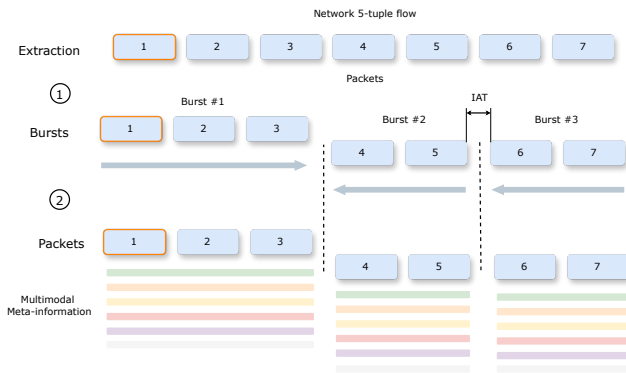 Network 5-tuple flow
Extraction
1 2 3 4 5 6 7
Packets
1
IAT
Burst #1
Burst #2
Burst #3
Bursts
1 2 3
4 5 6 7
2
Packets
1 2 3
4 5 6 7
Multimodal
Meta-information